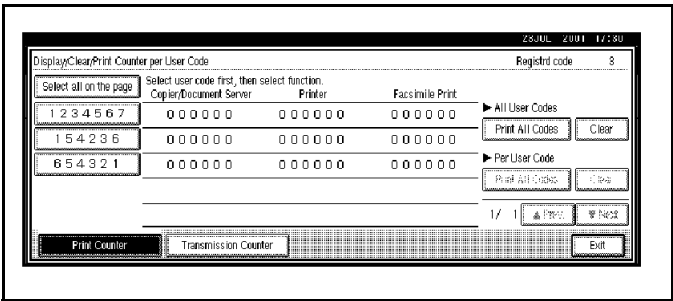 28JUL 2001 17:30
Display/Clear/Print Counter per User Code Registrd code 3
Select all on the page Select user code first, then select function.
Copier/Document Server Printer Facsimile Print
1234567 000000 000000 000000
► All User Codes
Print All Codes Clear
154236 000000 000000 000000
654321 000000 000000 000000
► Per User Code
Print All Codes Clear
1/ 1 ▲ Prev. ▼ Next
Print Counter Transmission Counter Exit